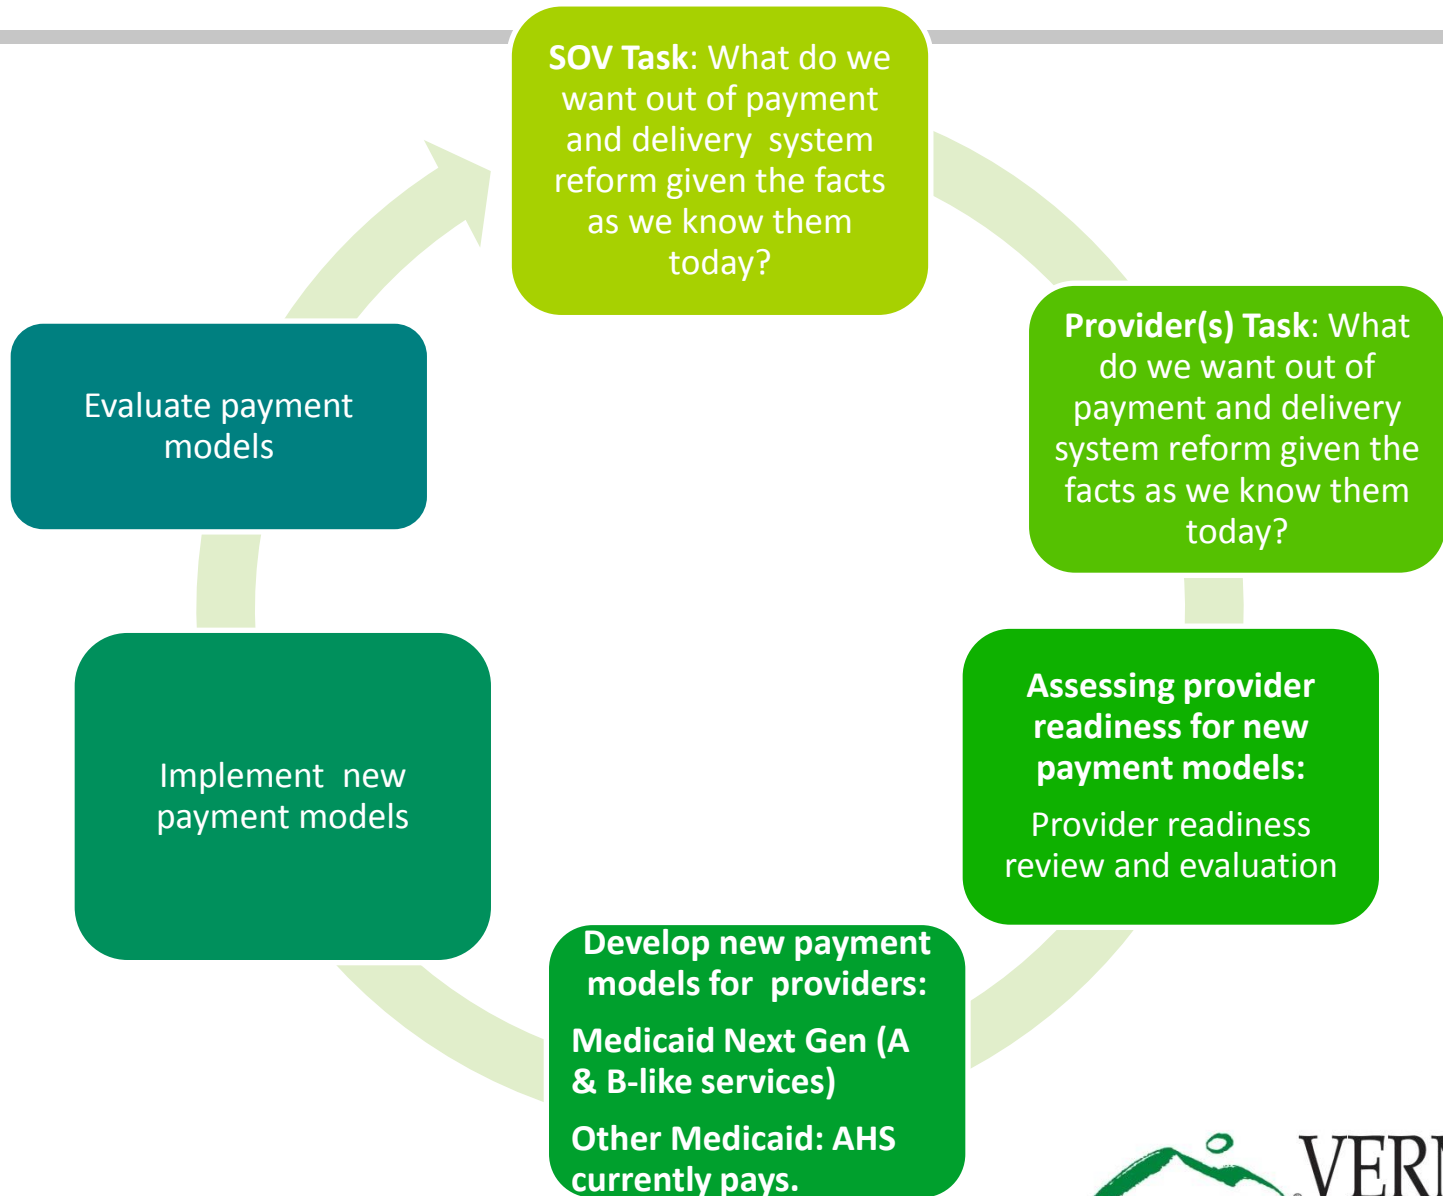 SOV Task: What do we
want out of payment
and delivery system
reform given the facts
as we know them
today?
Provider(s) Task: What
do we want out of
payment and delivery
system reform given the
facts as we know them
today?
Assessing provider
readiness for new
payment models:
Provider readiness
review and evaluation
Develop new payment
models for providers:
Medicaid Next Gen (A
& B-like services)
Other Medicaid: AHS
currently pays.
Implement new
payment models
Evaluate payment
models
VERN